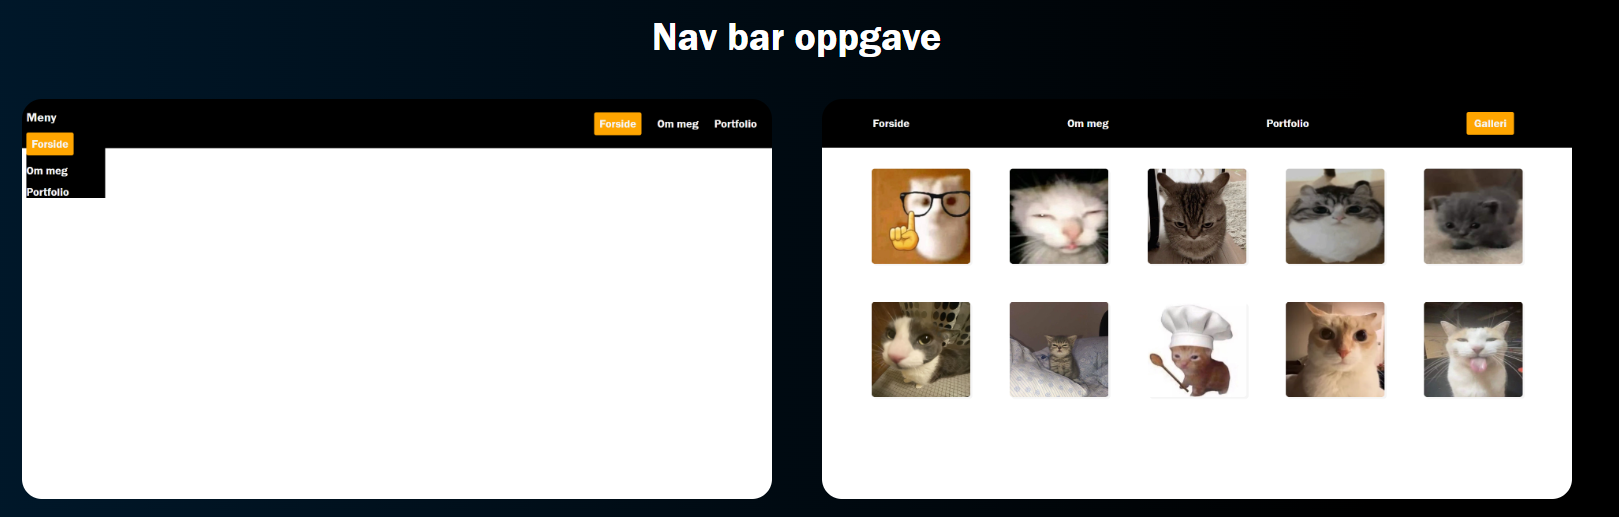 Nav bar oppgave
Meny
Forside
Om meg
Portfolio
Forside Om meg Portfolio
Forside Om meg Portfolio Galleri